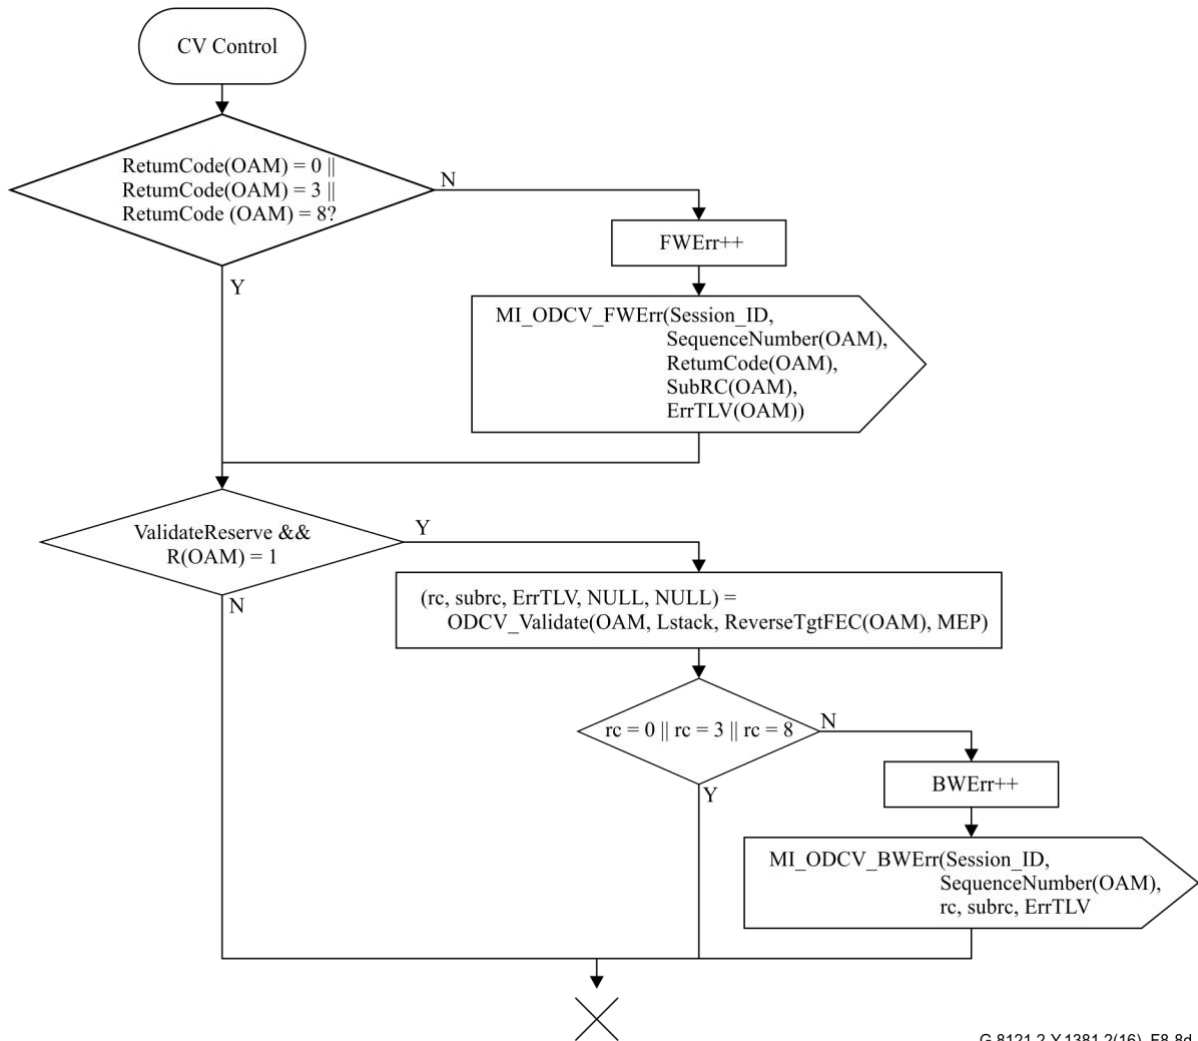 CV Control
RetumCode(OAM) = 0 ||
RetumCode(OAM) = 3 ||
RetumCode (OAM) = 8?
N
Y
FWErr++
MI_ODCV_FWErr(Session_ID,
SequenceNumber(OAM),
RetumCode(OAM),
SubRC(OAM),
ErrTLV(OAM))
ValidateReserve &&
R(OAM) = 1
Y
N
(rc, subrc, ErrTLV, NULL, NULL) =
ODCV_Validate(OAM, Lstack, ReverseTgtFEC(OAM), MEP)
rc = 0 || rc = 3 || rc = 8
N
Y
BWErr++
MI_ODCV_BWErr(Session_ID,
SequenceNumber(OAM),
rc, subrc, ErrTLV
G.8121.2-Y.1381.2(16)_F8-8d